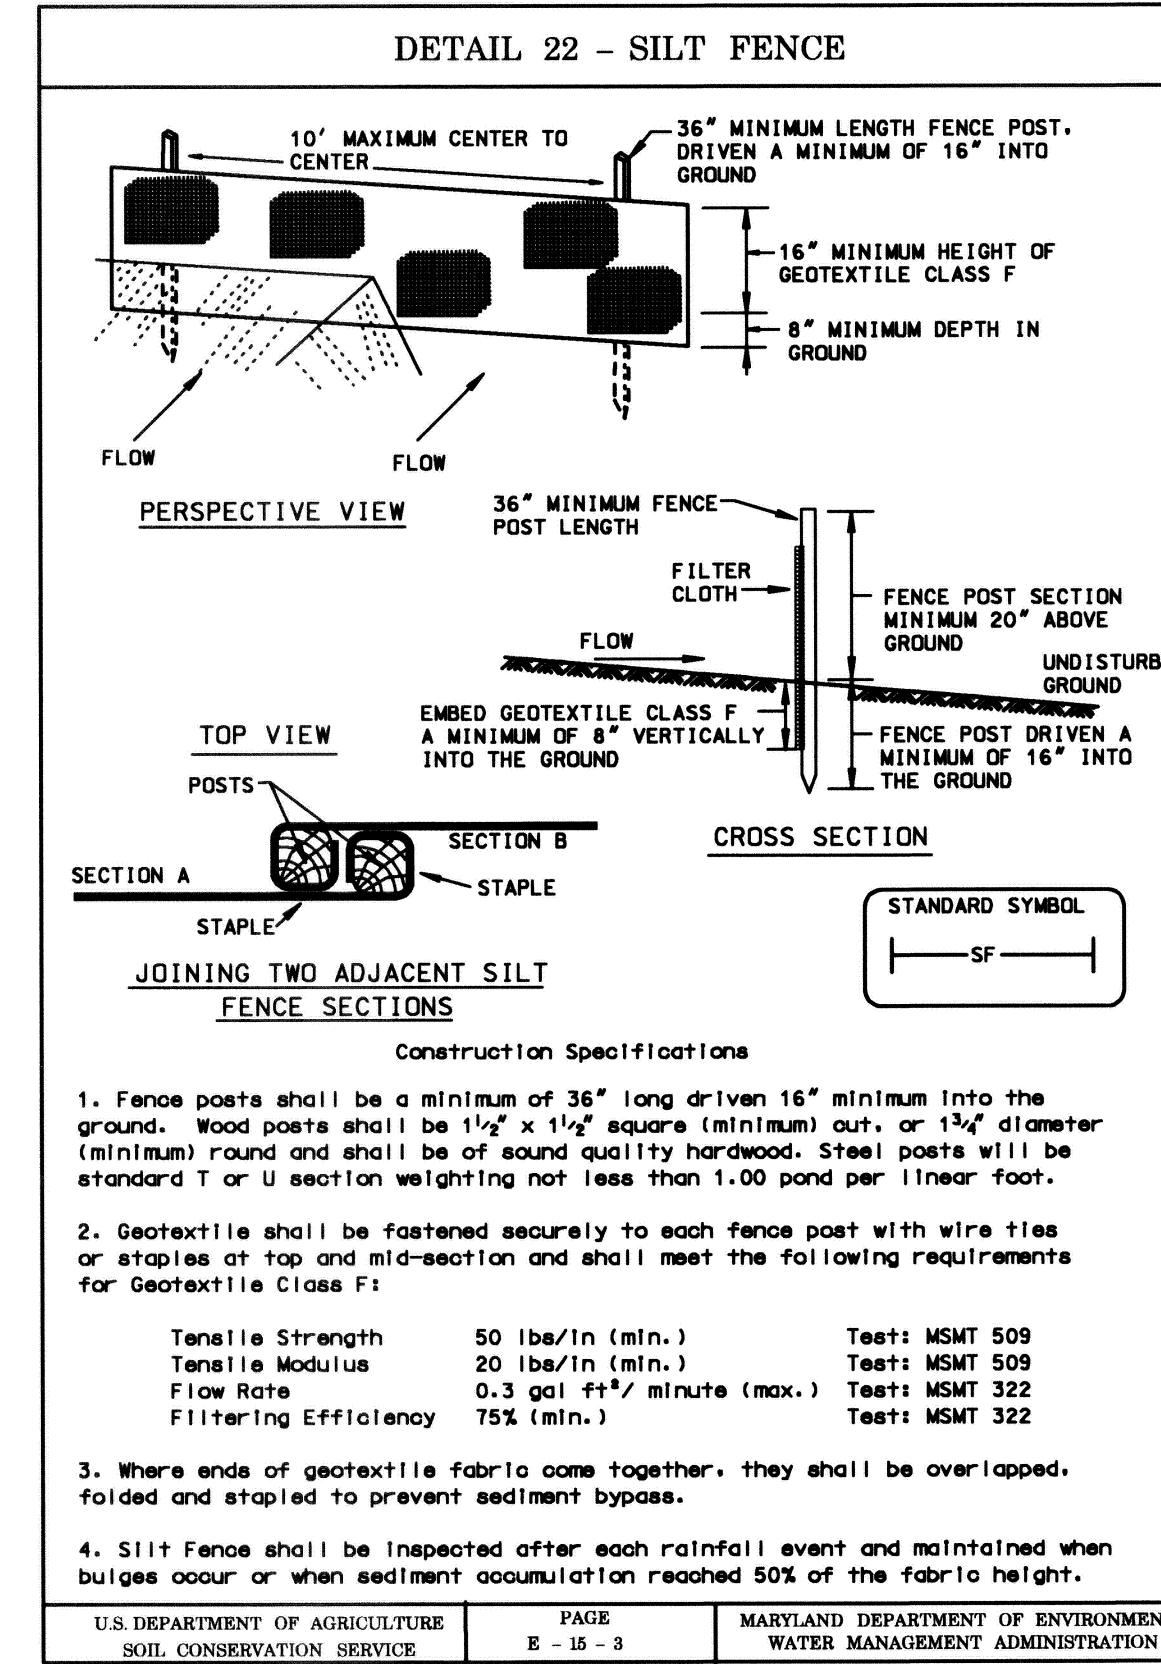 DETAIL 22 – SILT FENCE
10' MAXIMUM CENTER TO
CENTER
36" MINIMUM LENGTH FENCE POST,
DRIVEN A MINIMUM OF 16" INTO
GROUND
16" MINIMUM HEIGHT OF
GEOTEXTILE CLASS F
8" MINIMUM DEPTH IN
GROUND
FLOW
FLOW
PERSPECTIVE VIEW
36" MINIMUM FENCE
POST LENGTH
FILTER
CLOTH
FLOW
FENCE POST SECTION
MINIMUM 20" ABOVE
GROUND
UNDISTURB
GROUND
EMBED GEOTEXTILE CLASS F
A MINIMUM OF 8" VERTICALLY
INTO THE GROUND
FENCE POST DRIVEN A
MINIMUM OF 16" INTO
THE GROUND
CROSS SECTION
TOP VIEW
POSTS
SECTION B
SECTION A
STAPLE
STAPLE
JOINING TWO ADJACENT SILT
FENCE SECTIONS
STANDARD SYMBOL
SF
Construction Specifications
1. Fence posts shall be a minimum of 36" long driven 16" minimum into the
ground. Wood posts shall be 1 1/2" x 1 1/2" square (minimum) cut, or 1 3/4" diameter
(minimum) round and shall be of sound quality hardwood. Steel posts will be
standard T or U section weighting not less than 1.00 pond per linear foot.
2. Geotextile shall be fastened securely to each fence post with wire ties
or staples at top and mid-section and shall meet the following requirements
for Geotextile Class F:
Tensile Strength 50 lbs/in (min.) Test: MSMT 509
Tensile Modulus 20 lbs/in (min.) Test: MSMT 509
Flow Rate 0.3 gal ft²/ minute (max.) Test: MSMT 322
Filtering Efficiency 75% (min.) Test: MSMT 322
3. Where ends of geotextile fabric come together, they shall be overlapped,
folded and stapled to prevent sediment bypass.
4. Silt Fence shall be inspected after each rainfall event and maintained when
bulges occur or when sediment accumulation reached 50% of the fabric height.
U.S. DEPARTMENT OF AGRICULTURE
SOIL CONSERVATION SERVICE
PAGE
E – 15 – 3
MARYLAND DEPARTMENT OF ENVIRONMEN
WATER MANAGEMENT ADMINISTRATION